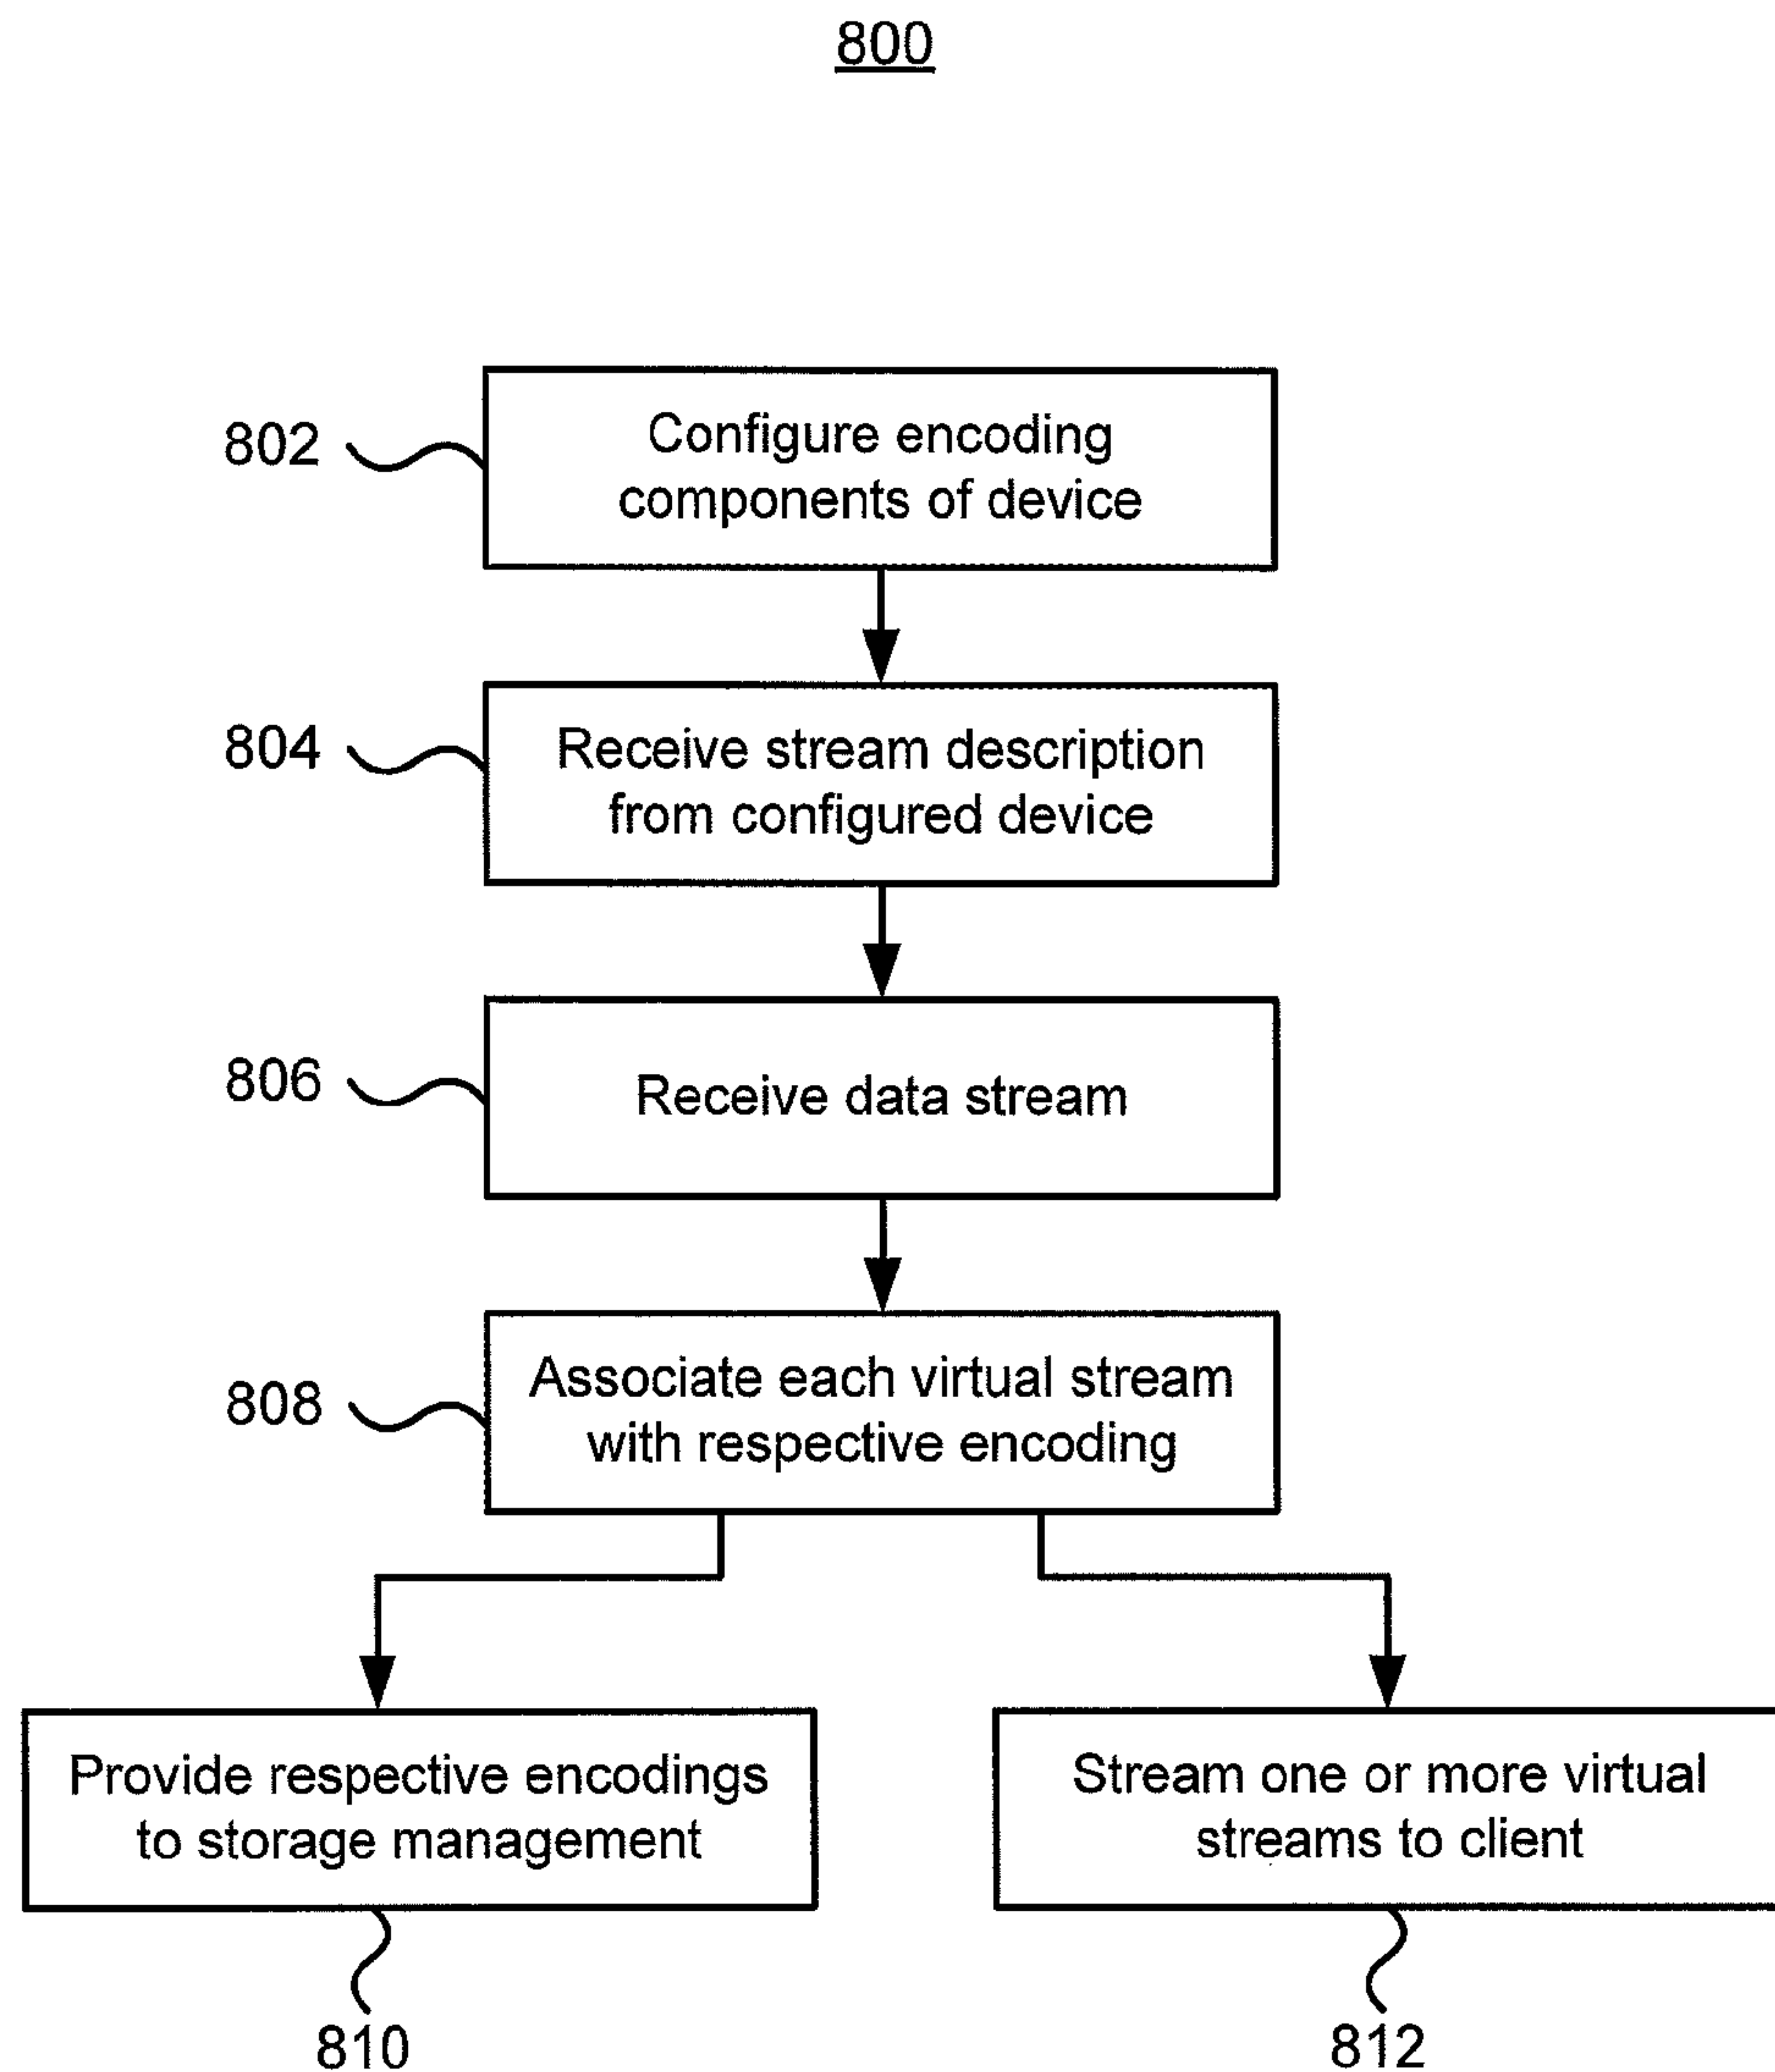 800
802
Configure encoding
components of device
804
Receive stream description
from configured device
806
Receive data stream
808
Associate each virtual stream
with respective encoding
Provide respective encodings
to storage management
Stream one or more virtual
streams to client
810
812